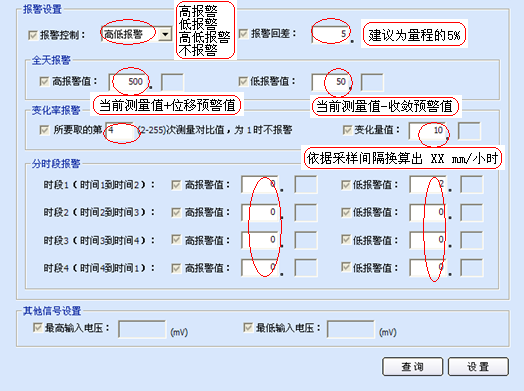 报警设置
报警控制： 高低报警
高报警
低报警
高低报警
不报警
报警回差： 5 。
建议为量程的5%
全天报警
高报警值： 500 。 低报警值： 50 。
当前测量值+位移预警值 当前测量值-收敛预警值
变化率报警
所要取的第 4 (2-255)次测量对比值，为 1时不报警 变化量值： 10 。
依据采样间隔换算出 XX mm/小时
分时段报警
时段1（时间1到时间2）： 高报警值： 0 。 低报警值： 2 。
时段2（时间2到时间3）： 高报警值： 0 。 低报警值： 0 。
时段3（时间3到时间4）： 高报警值： 0 。 低报警值： 0 。
时段4（时间4到时间1）： 高报警值： 0 。 低报警值： 0 。
其他信号设置
最高输入电压： (mV) 最低输入电压： (mV)
查询 设置